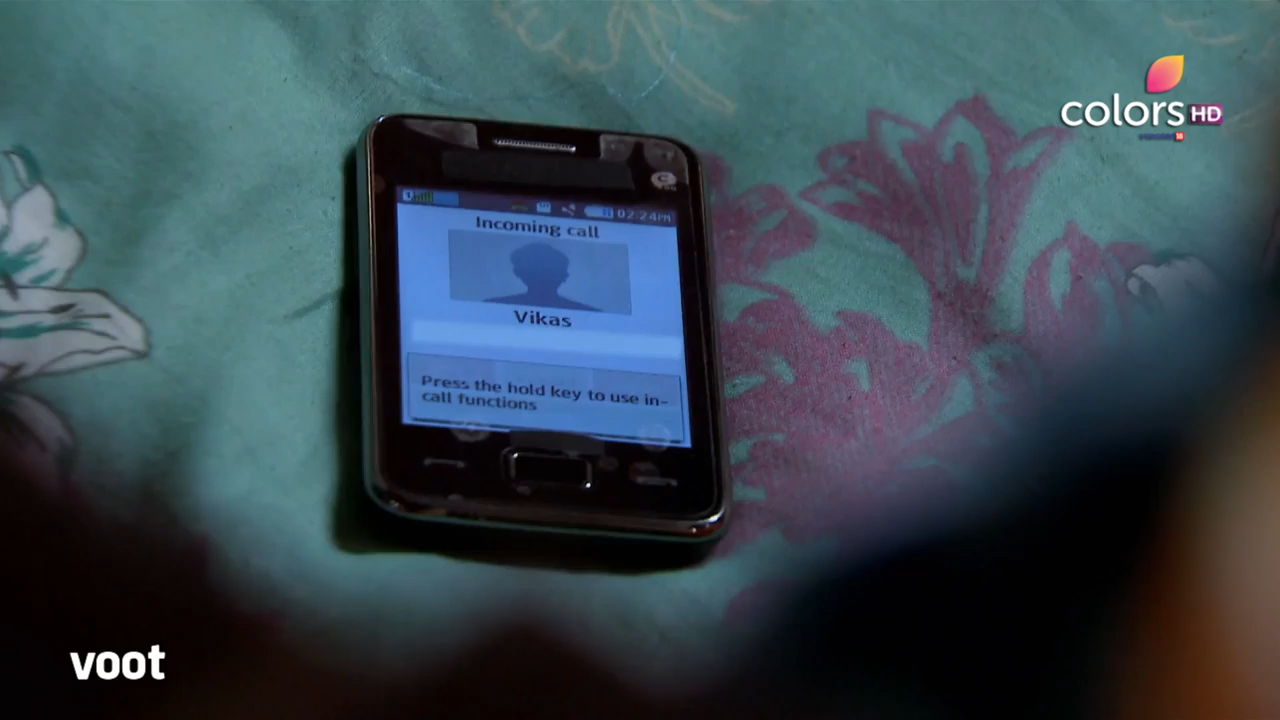 colors HD
02:24PM
Incoming call
Vikas
Press the hold key to use in-
call functions
voot